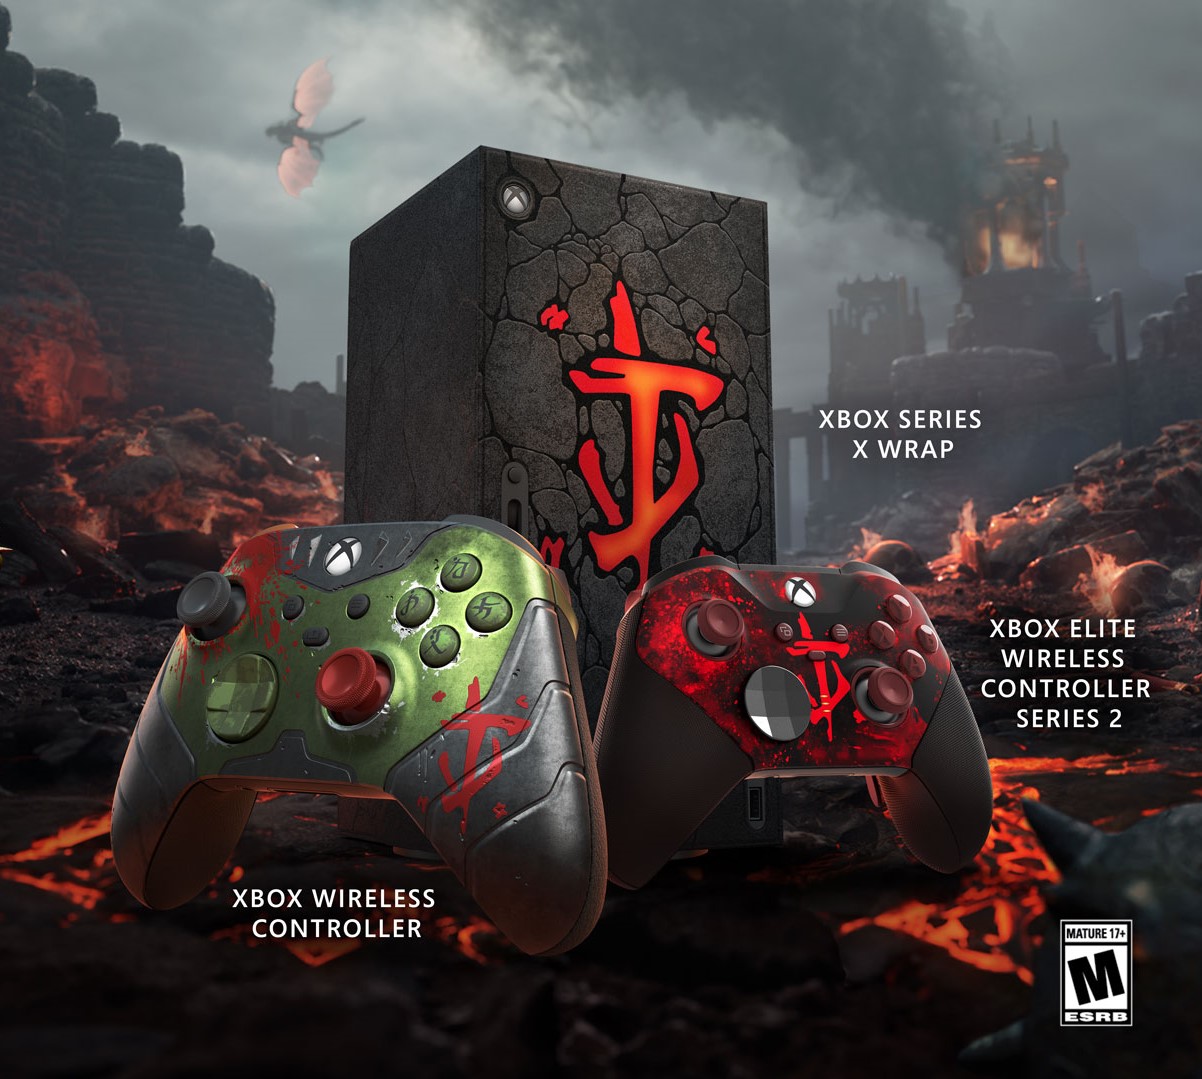 XBOX SERIES
X WRAP
XBOX ELITE
WIRELESS
CONTROLLER
SERIES 2
XBOX WIRELESS
CONTROLLER
MATURE 17+
M
ESRB